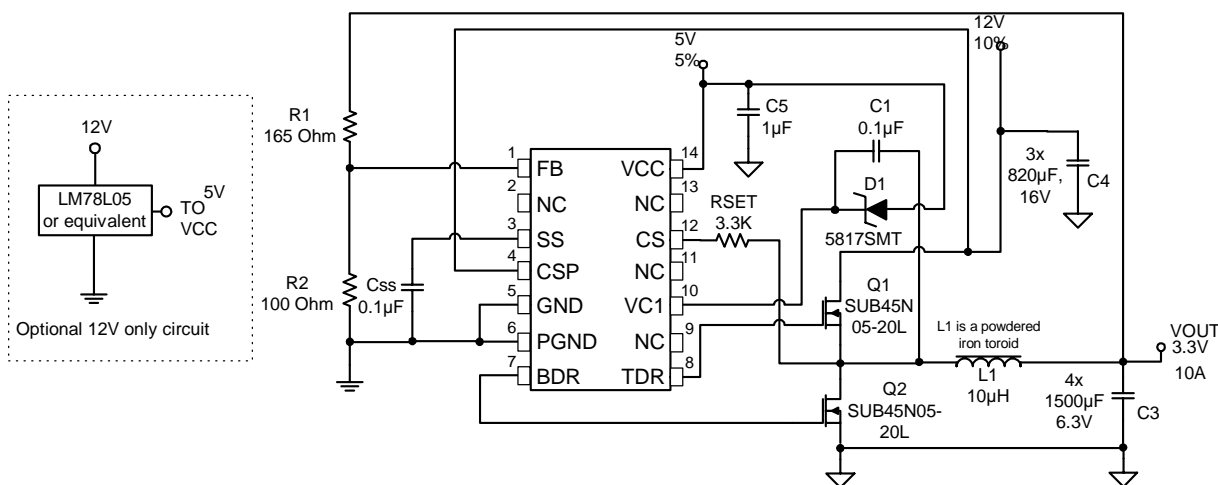 12V
LM78L05
or equivalent
5V
TO
VCC
Optional 12V only circuit
R1
165 Ohm
R2
100 Ohm
Css
0.1µF
1
FB
2
NC
3
SS
4
CSP
5
GND
6
PGND
7
BDR
14
VCC
13
NC
12
CS
11
NC
10
VC1
9
NC
8
TDR
5V
5%
C5
1µF
C1
0.1µF
D1
5817SMT
RSET
3.3K
12V
10%
3x
820µF,
16V
C4
Q1
SUB45N
05-20L
Q2
SUB45N05-
20L
L1 is a powdered
iron toroid
L1
10µH
VOUT
3.3V
10A
4x
1500µF
6.3V
C3